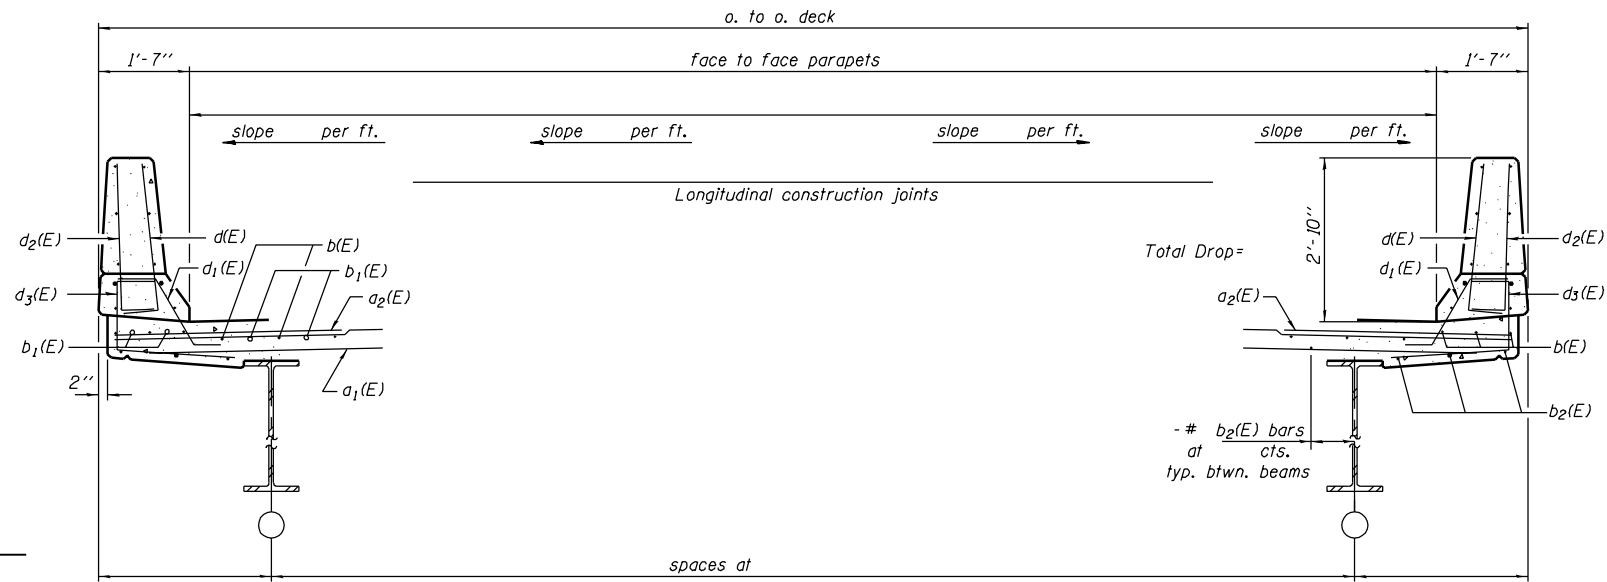 o. to o. deck
1'-7" face to face parapets 1'-7"
slope per ft. slope per ft. slope per ft. slope per ft.
Longitudinal construction joints
2'-10"
d2(E) d(E) b(E) d(E) d2(E)
Total Drop=
d1(E) b1(E) d1(E)
d3(E) a2(E) a2(E) d3(E)
b1(E) b(E)
2" a1(E)
b2(E)
- # b2(E) bars
at cts.
typ. btwn. beams
spaces at